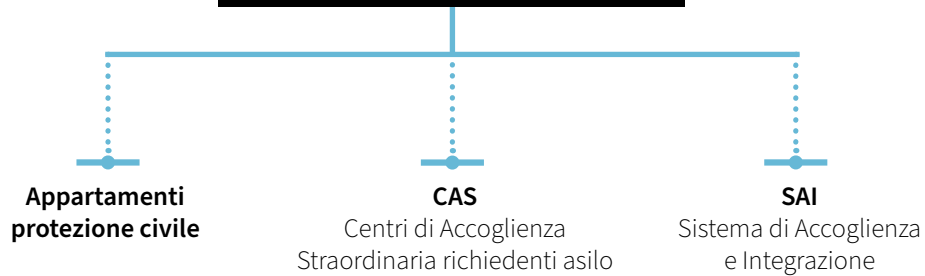 Appartamenti
protezione civile
CAS
Centri di Accoglienza
Straordinaria richiedenti asilo
SAI
Sistema di Accoglienza
e Integrazione